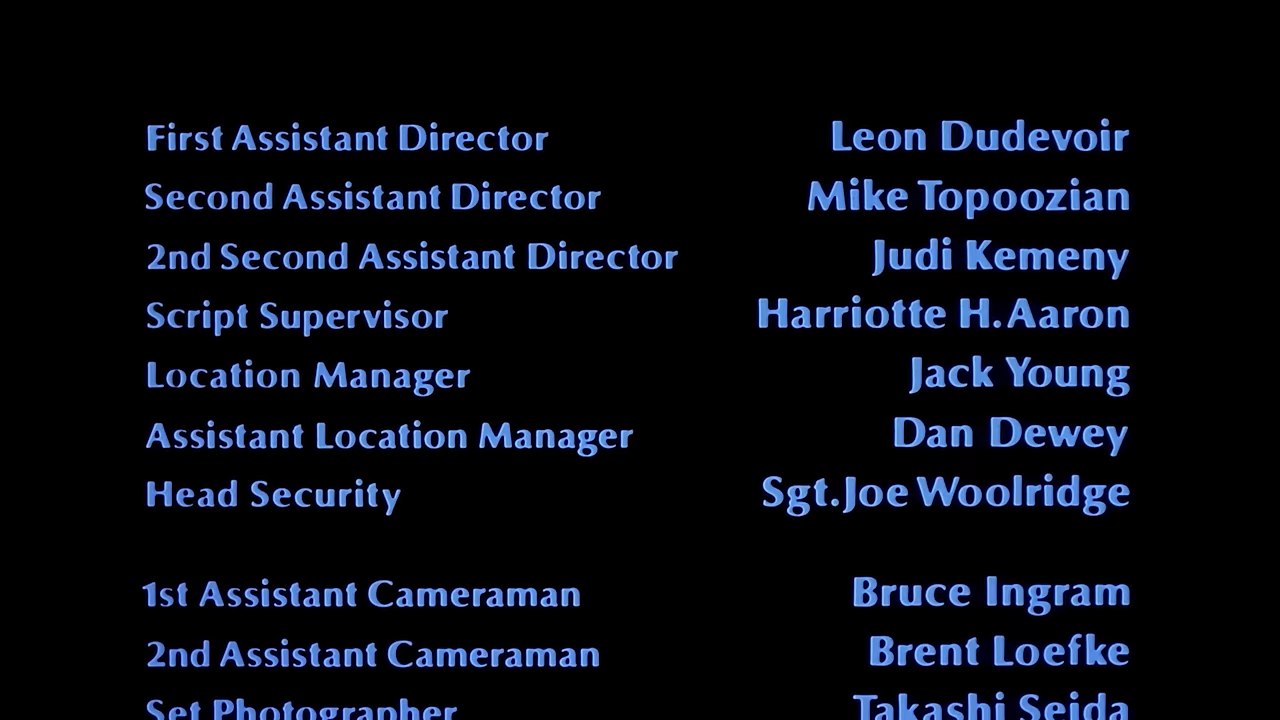 First Assistant Director Leon Dudevoir
Second Assistant Director Mike Topoozian
2nd Second Assistant Director Judi Kemeny
Script Supervisor Harriotte H. Aaron
Location Manager Jack Young
Assistant Location Manager Dan Dewey
Head Security Sgt. Joe Woolridge
1st Assistant Cameraman Bruce Ingram
2nd Assistant Cameraman Brent Loefke
Set Photographer Takashi Seida